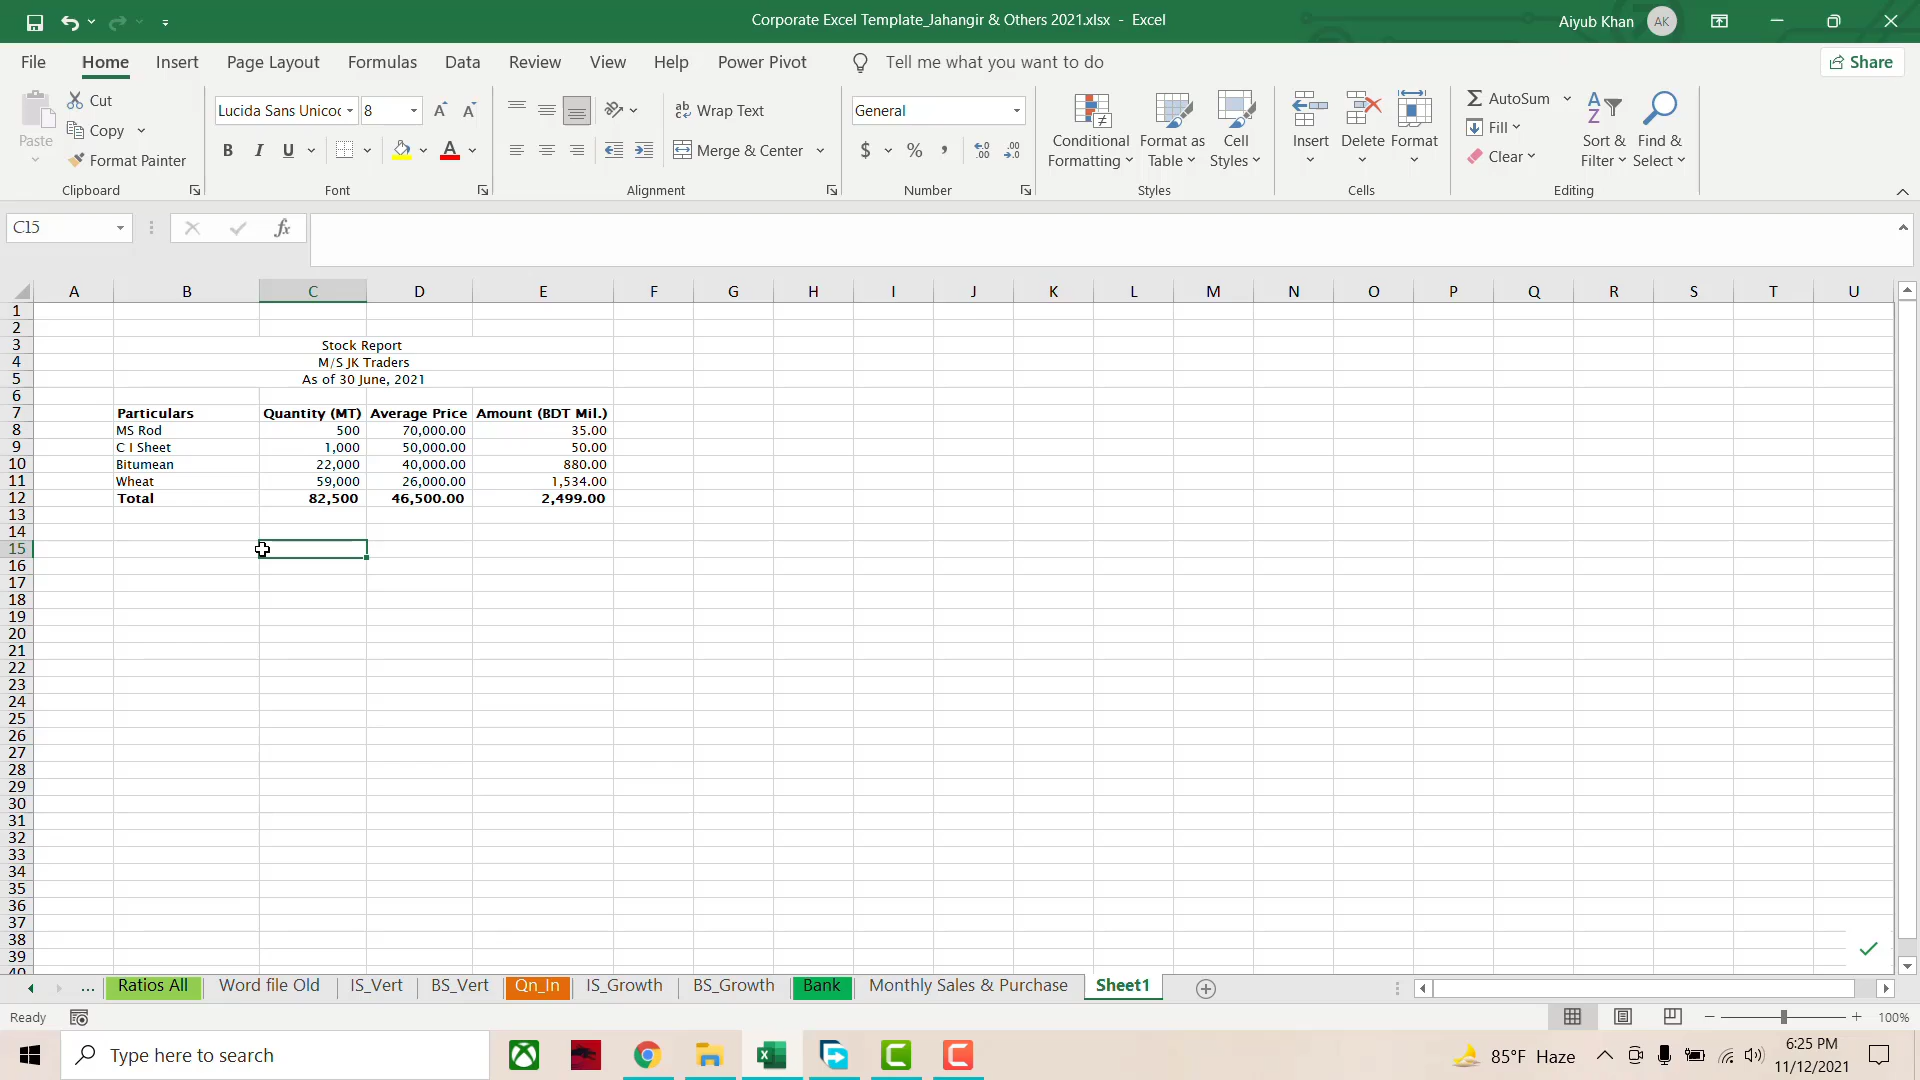 Corporate Excel Template_Jahangir & Others 2021.xlsx - Excel
Aiyub Khan AK
File Home Insert Page Layout Formulas Data Review View Help Power Pivot Tell me what you want to do Share
Paste
Cut
Copy
Format Painter
Clipboard
Lucida Sans Unicoc 8
B I U
Font
Wrap Text
Merge & Center
Alignment
General
$ % ,
Number
Conditional Formatting
Format as Table
Cell Styles
Styles
Insert Delete Format
Cells
AutoSum
Fill
Clear
Sort & Filter
Find & Select
Editing
C15
fx
A B C D E F G H I J K L M N O P Q R S T U
1
2
3 Stock Report
4 M/S JK Traders
5 As of 30 June, 2021
6
7 Particulars Quantity (MT) Average Price Amount (BDT Mil.)
8 MS Rod 500 70,000.00 35.00
9 C I Sheet 1,000 50,000.00 50.00
10 Bitumean 22,000 40,000.00 880.00
11 Wheat 59,000 26,000.00 1,534.00
12 Total 82,500 46,500.00 2,499.00
13
14
15
16
17
18
19
20
21
22
23
24
25
26
27
28
29
30
31
32
33
34
35
36
37
38
39
40
... Ratios All Word file Old IS_Vert BS_Vert Qn_In IS_Growth BS_Growth Bank Monthly Sales & Purchase Sheet1
Ready 100%
Type here to search
85°F Haze
6:25 PM
11/12/2021